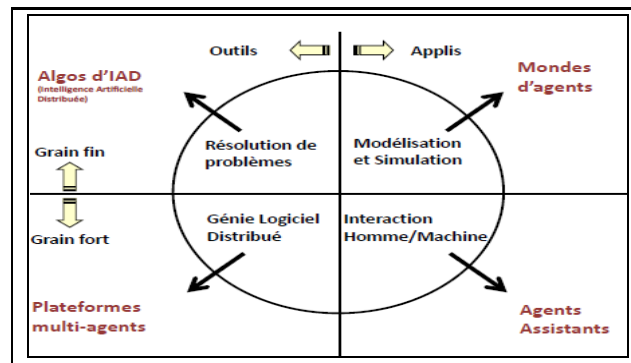 Outils
Applis
Algos d'IAD
(Intelligence Artificielle
Distribuée)
Mondes
d'agents
Résolution de
problèmes
Modélisation
et Simulation
Grain fin
Grain fort
Génie Logiciel
Distribué
Interaction
Homme/Machine
Plateformes
multi-agents
Agents
Assistants